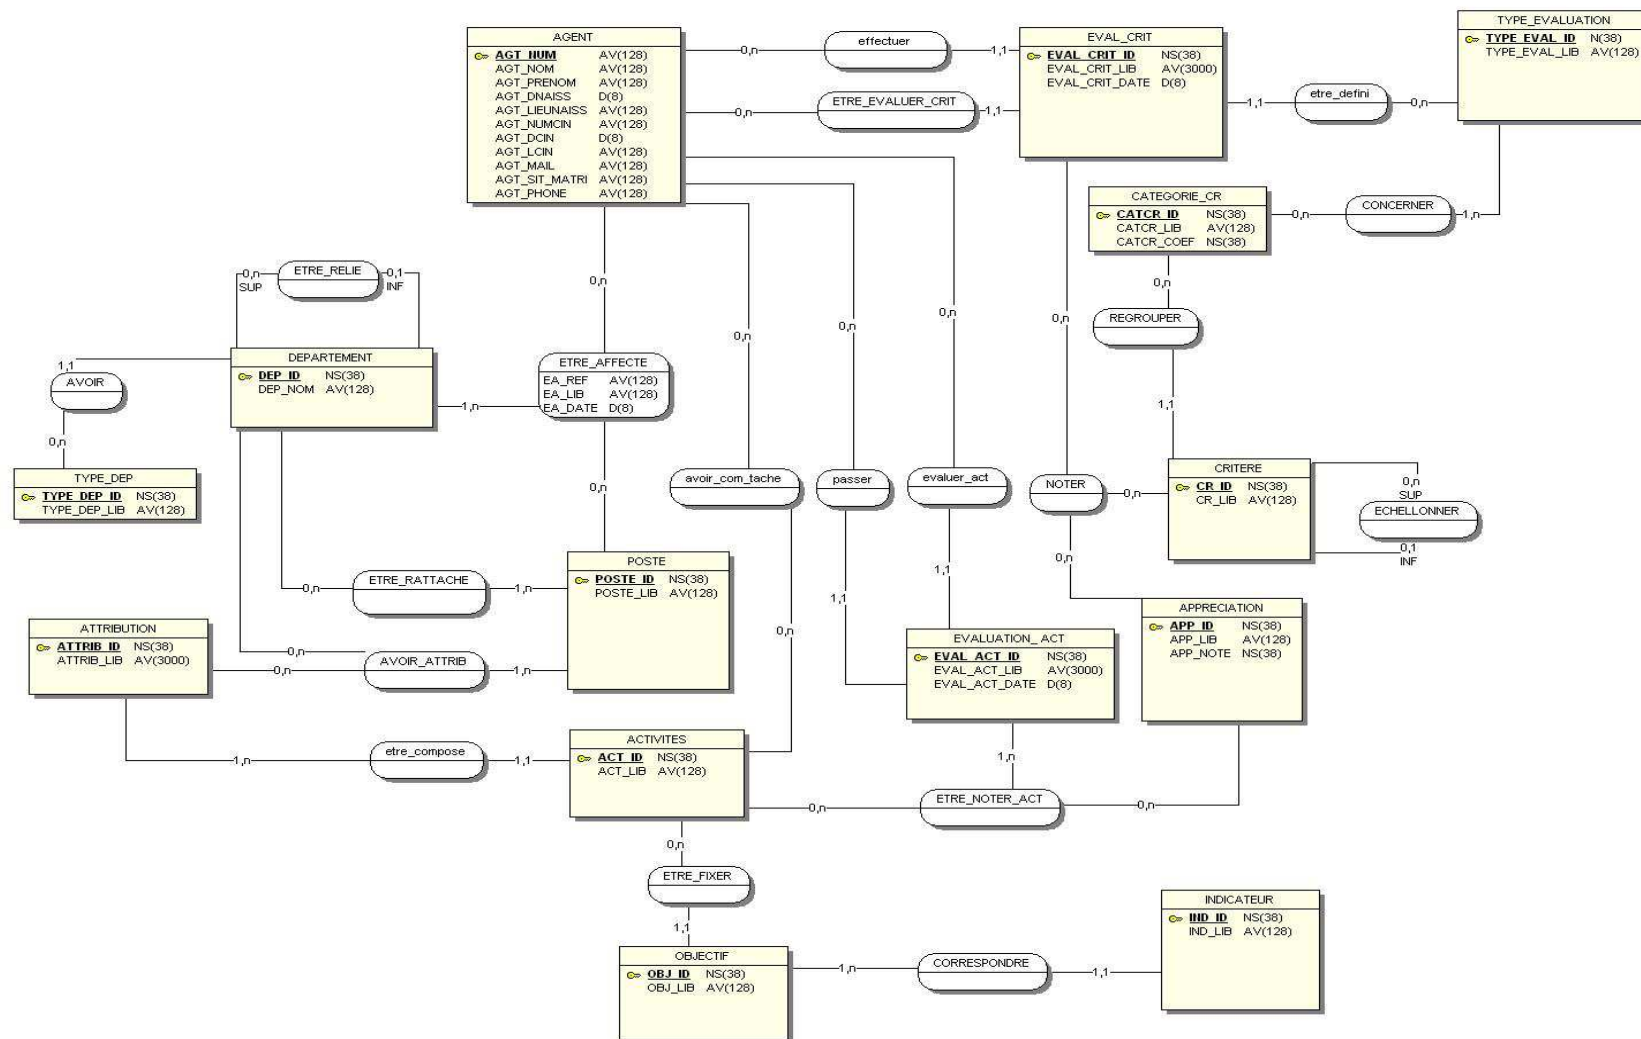 AGENT
AGT_NUM AV(128)
AGT_NOM AV(128)
AGT_PRENOM AV(128)
AGT_DNAISS D(8)
AGT_LIEUNAISS AV(128)
AGT_NUMCIN AV(128)
AGT_DCIN D(8)
AGT_LCIN AV(128)
AGT_MAIL AV(128)
AGT_SIT_MATRI AV(128)
AGT_PHONE AV(128)
0,n
effectuer
1,1
0,n
ETRE_EVALUER_CRIT
1,1
EVAL_CRIT
EVAL_CRIT_ID NS(38)
EVAL_CRIT_LIB AV(3000)
EVAL_CRIT_DATE D(8)
1,1
etre_defini
0,n
TYPE_EVALUATION
TYPE_EVAL_ID N(38)
TYPE_EVAL_LIB AV(128)
CATEGORIE_CR
CATCR_ID NS(38)
CATCR_LIB AV(128)
CATCR_COEF NS(38)
0,n
CONCERNER
1,n
0,n
REGROUPER
1,1
0,n
SUP
ETRE_RELIE
0,1
INF
DEPARTEMENT
DEP_ID NS(38)
DEP_NOM AV(128)
1,1
AVOIR
0,n
TYPE_DEP
TYPE_DEP_ID NS(38)
TYPE_DEP_LIB AV(128)
0,n
ETRE_AFFECTE
EA_REF AV(128)
EA_LIB AV(128)
EA_DATE D(8)
1,n
0,n
0,n
avoir_com_tache
0,n
0,n
passer
1,1
0,n
evaluer_act
1,1
0,n
NOTER
0,n
0,n
CRITERE
CR_ID NS(38)
CR_LIB AV(128)
0,n
SUP
ECHELLONNER
0,1
INF
POSTE
POSTE_ID NS(38)
POSTE_LIB AV(128)
0,n
ETRE_RATTACHE
1,n
ATTRIBUTION
ATTRIB_ID NS(38)
ATTRIB_LIB AV(3000)
0,n
0,n
AVOIR_ATTRIB
1,n
EVALUATION_ ACT
EVAL_ACT_ID NS(38)
EVAL_ACT_LIB AV(3000)
EVAL_ACT_DATE D(8)
APPRECIATION
APP_ID NS(38)
APP_LIB AV(128)
APP_NOTE NS(38)
1,n
etre_compose
1,1
ACTIVITES
ACT_ID NS(38)
ACT_LIB AV(128)
1,n
0,n
ETRE_NOTER_ACT
0,n
0,n
ETRE_FIXER
1,1
OBJECTIF
OBJ_ID NS(38)
OBJ_LIB AV(128)
1,n
CORRESPONDRE
1,1
INDICATEUR
IND_ID NS(38)
IND_LIB AV(128)